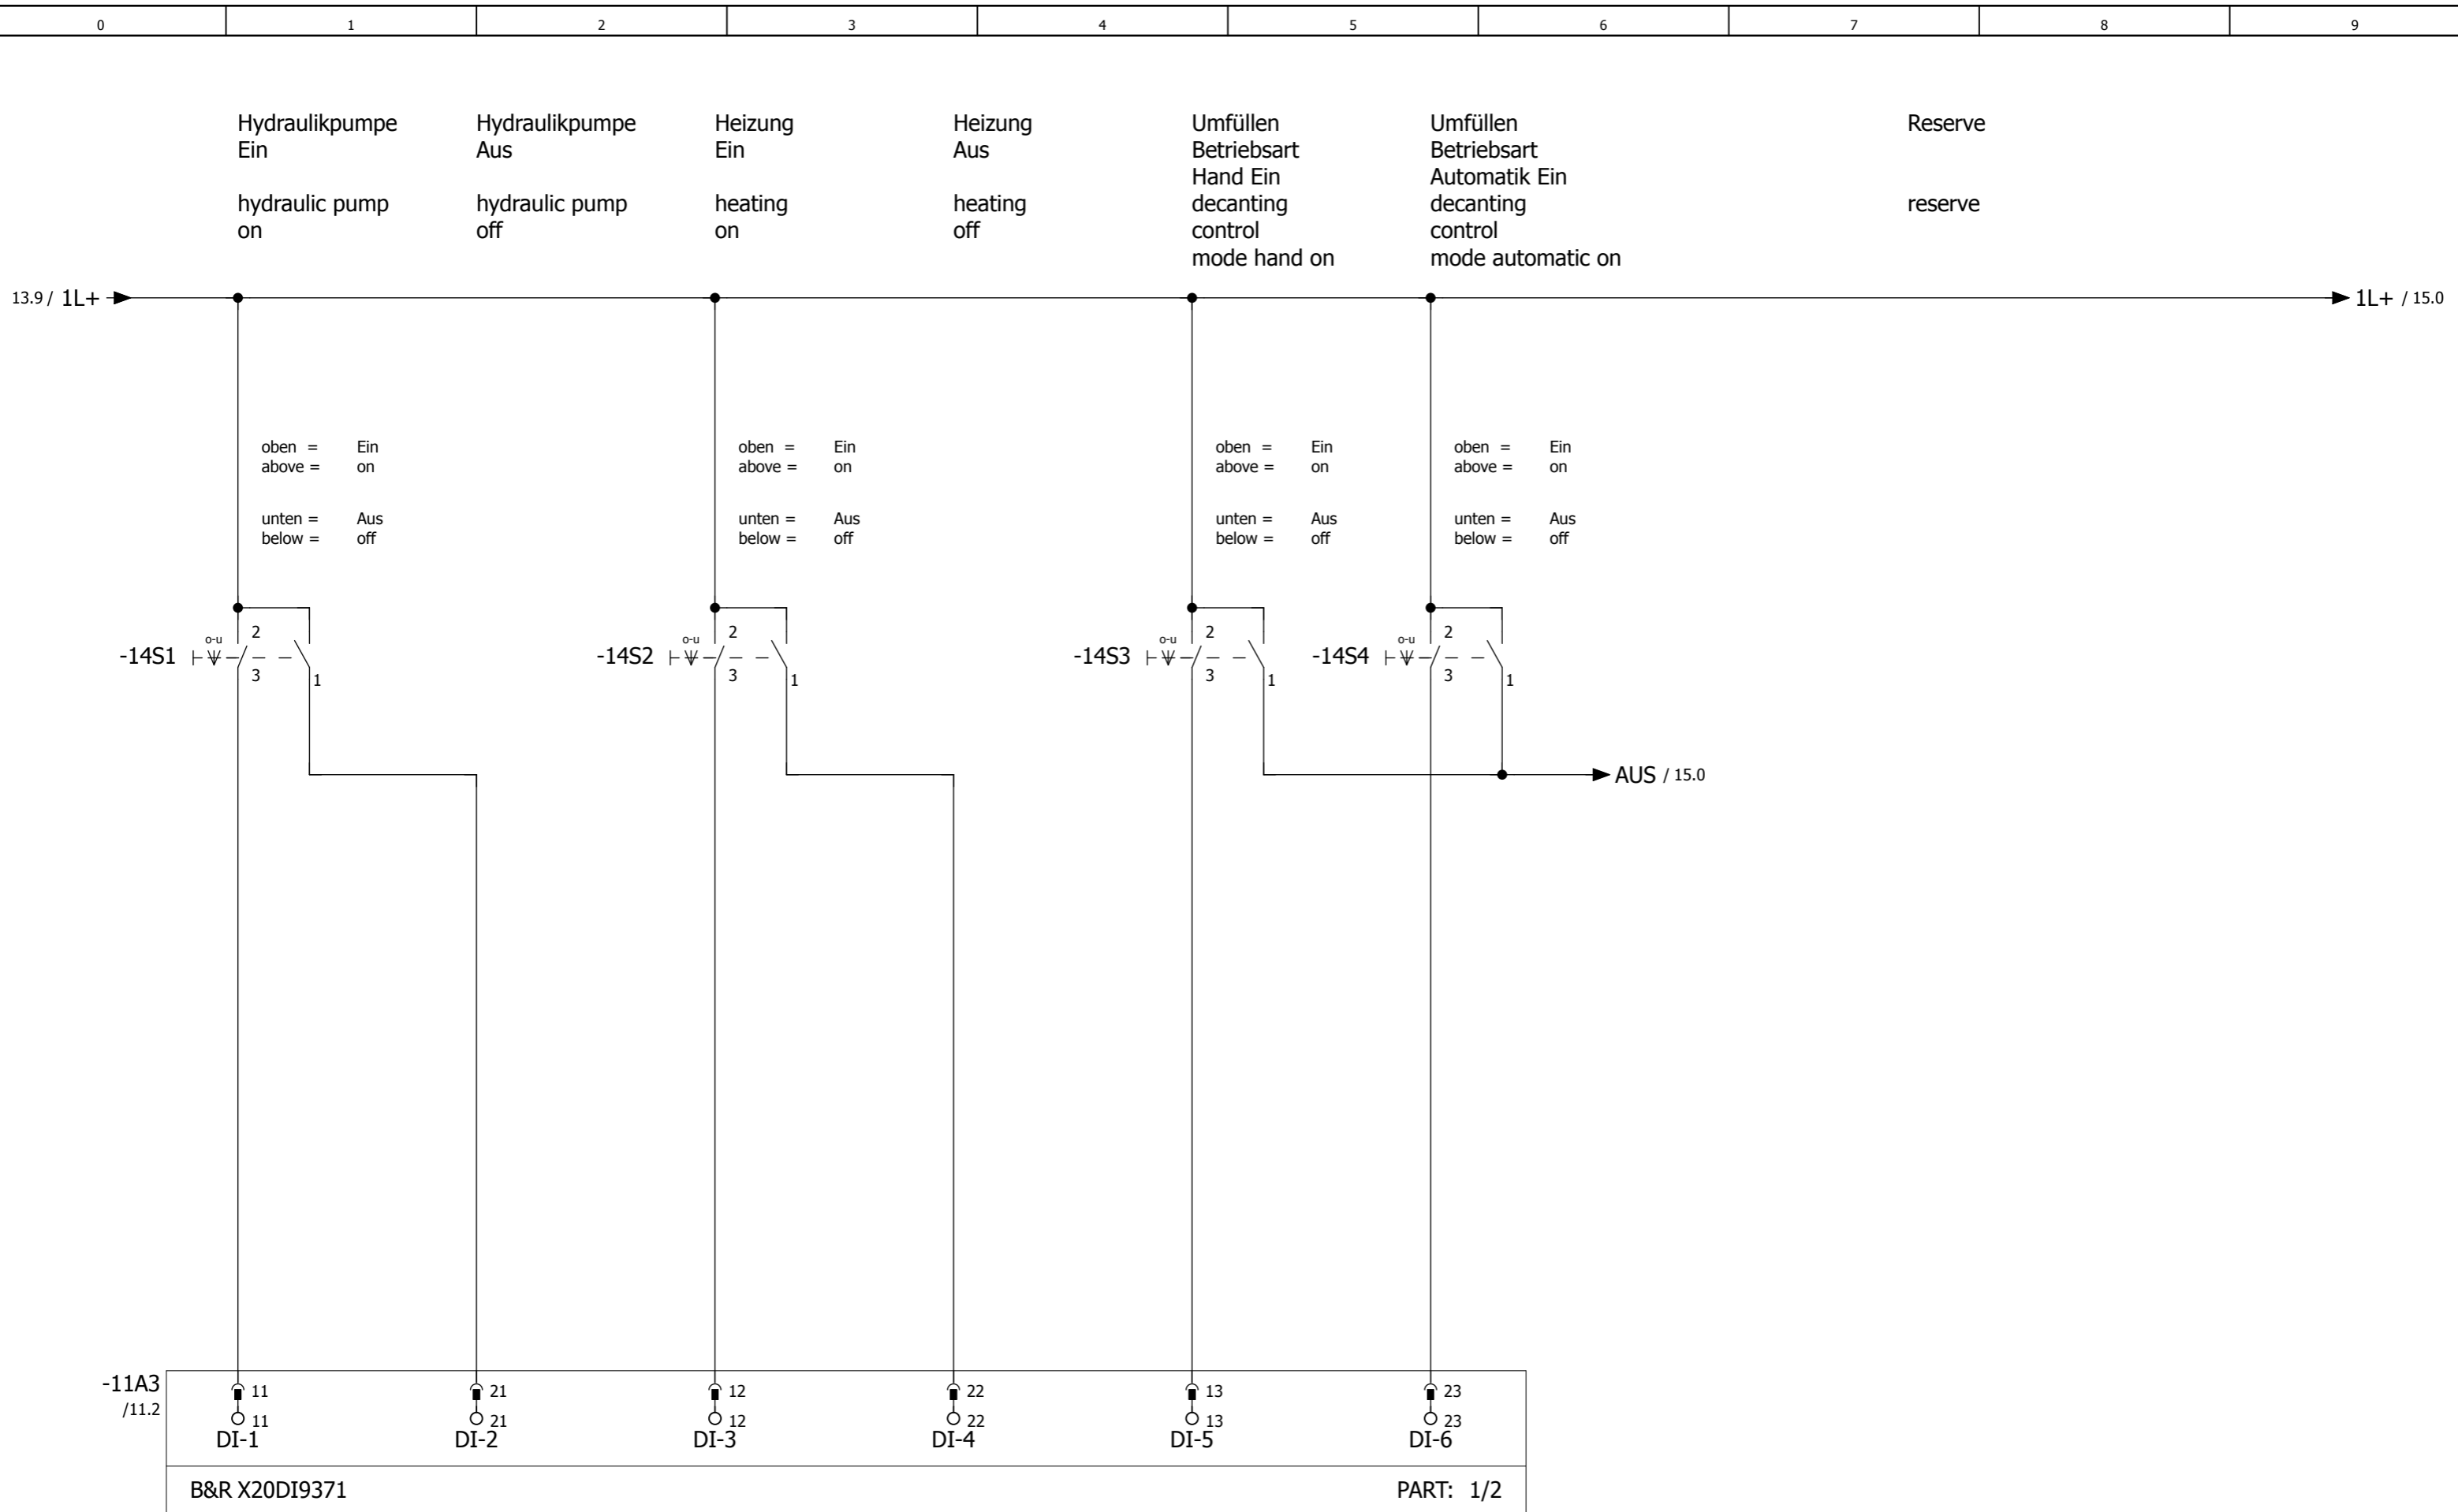 0 1 2 3 4 5 6 7 8 9
Hydraulikpumpe Hydraulikpumpe Heizung Heizung Umfüllen Umfüllen Reserve
Ein Aus Ein Aus Betriebsart Betriebsart
Hand Ein Automatik Ein
hydraulic pump hydraulic pump heating heating decanting decanting reserve
on off on off control control
mode hand on mode automatic on
13.9 / 1L+ 1L+ / 15.0
oben = Ein oben = Ein oben = Ein oben = Ein
above = on above = on above = on above = on
unten = Aus unten = Aus unten = Aus unten = Aus
below = off below = off below = off below = off
o-u 2 o-u 2 o-u 2 o-u 2
-14S1 -14S2 -14S3 -14S4
3 1 3 1 3 1 3 1
AUS / 15.0
-11A3 11 21 12 22 13 23
/11.2 11 21 12 22 13 23
DI-1 DI-2 DI-3 DI-4 DI-5 DI-6
B&R X20DI9371 PART: 1/2